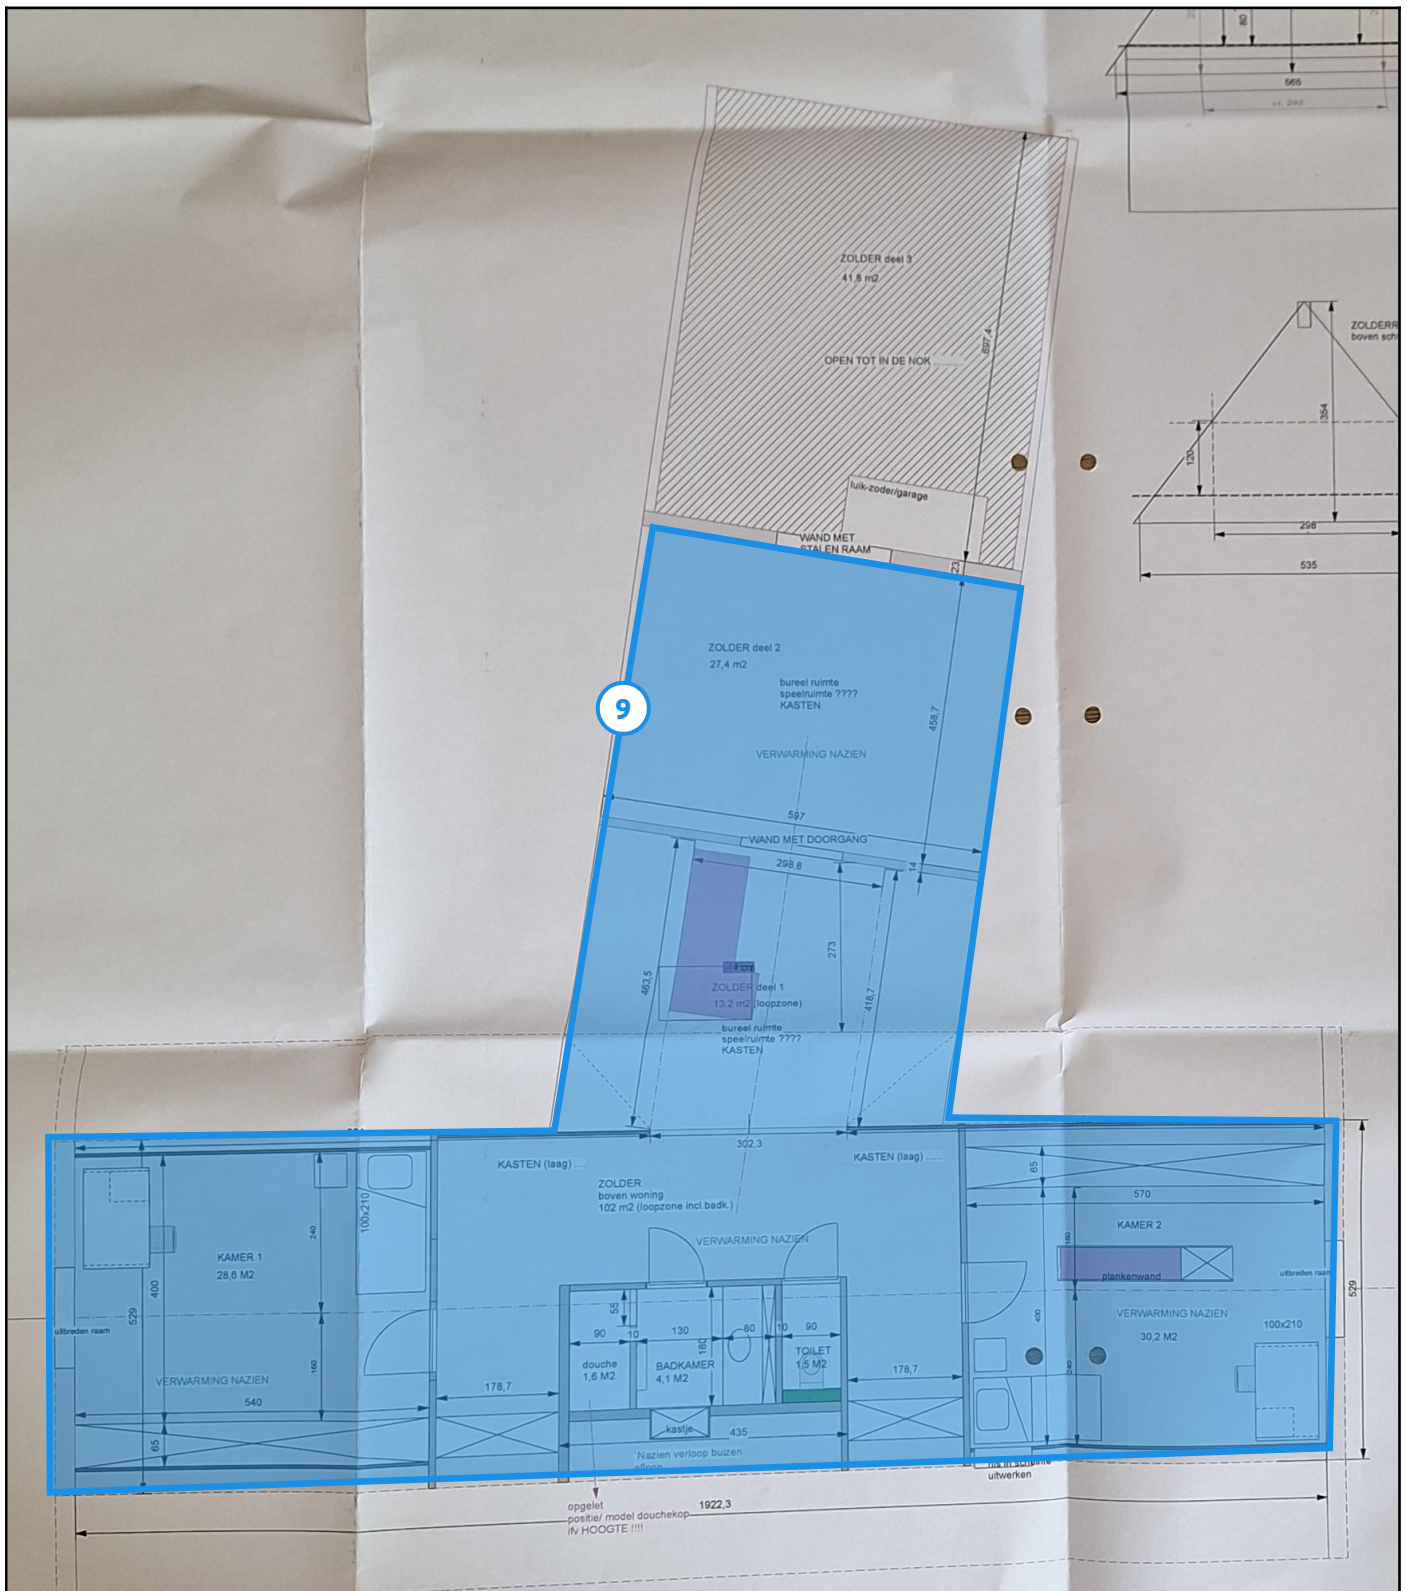 80
565
ZOLDER deel 3
41,8 m2
OPEN TOT IN DE NOK ..........
697,4
luik-zoder/garage
WAND MET
STALEN RAAM
23
ZOLDERR
boven sch
354
120
298
535
ZOLDER deel 2
27,4 m2
bureel ruimte
speelruimte ????
KASTEN
9
458,7
VERWARMING NAZIEN
597
WAND MET DOORGANG
298,8
14
273
463,5
418,7
ZOLDER deel 1
13,2 m2 (loopzone)
bureel ruimte
speelruimte ????
KASTEN
302,3
KASTEN (laag) ....
KASTEN (laag) ......
ZOLDER
boven woning
102 m2 (loopzone incl.badk.)
VERWARMING NAZIEN
100x210
240
KAMER 1
28,6 M2
400
529
uitbreden raam
160
VERWARMING NAZIEN
540
65
178,7
55
90
10
130
180
80
10
90
douche
1,6 M2
BADKAMER
4,1 M2
TOILET
1,5 M2
kastje
435
Nazien verloop buizen
178,7
65
570
KAMER 2
160
plankenwand
uitbreden raam
400
VERWARMING NAZIEN
30,2 M2
100x210
240
529
uitwerken
opgelet
positie/ model douchekop
ifv HOOGTE !!!!
1922,3